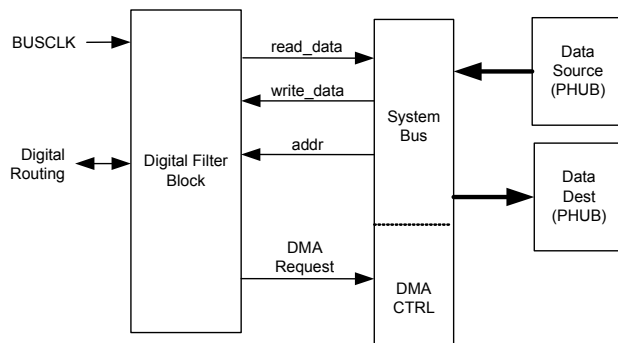 BUSCLK
read_data
Data
Source
(PHUB)
write_data
System
Bus
Digital
Routing
Digital Filter
Block
addr
Data
Dest
(PHUB)
DMA
Request
DMA
CTRL